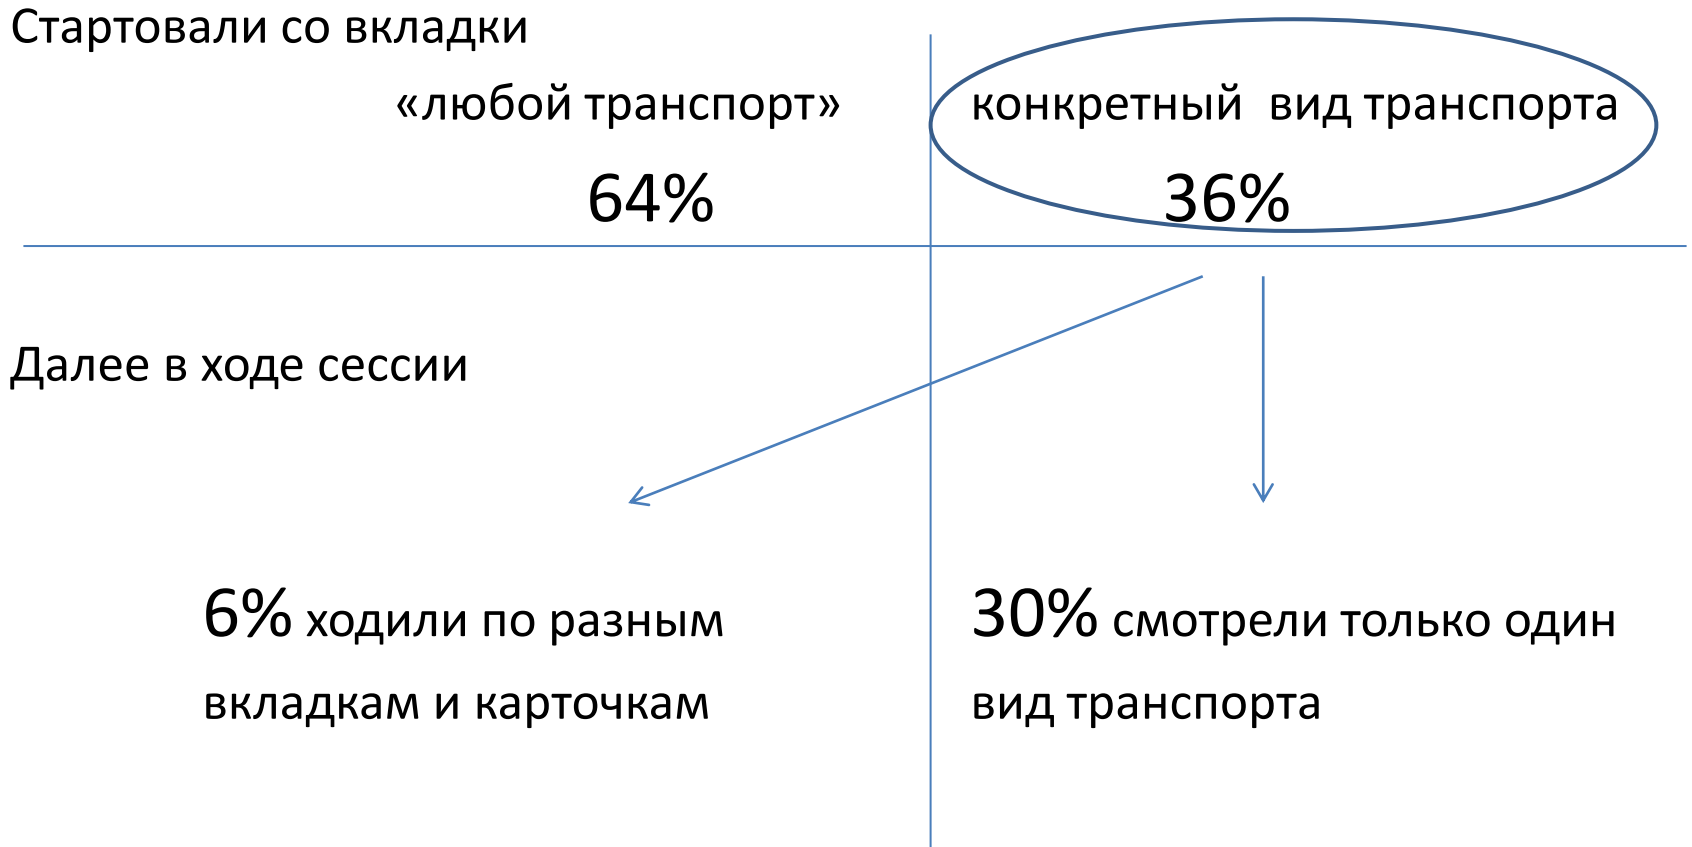 Стартовали со вкладки
«любой транспорт»
конкретный вид транспорта
64%
36%
Далее в ходе сессии
6% ходили по разным
вкладкам и карточкам
30% смотрели только один
вид транспорта